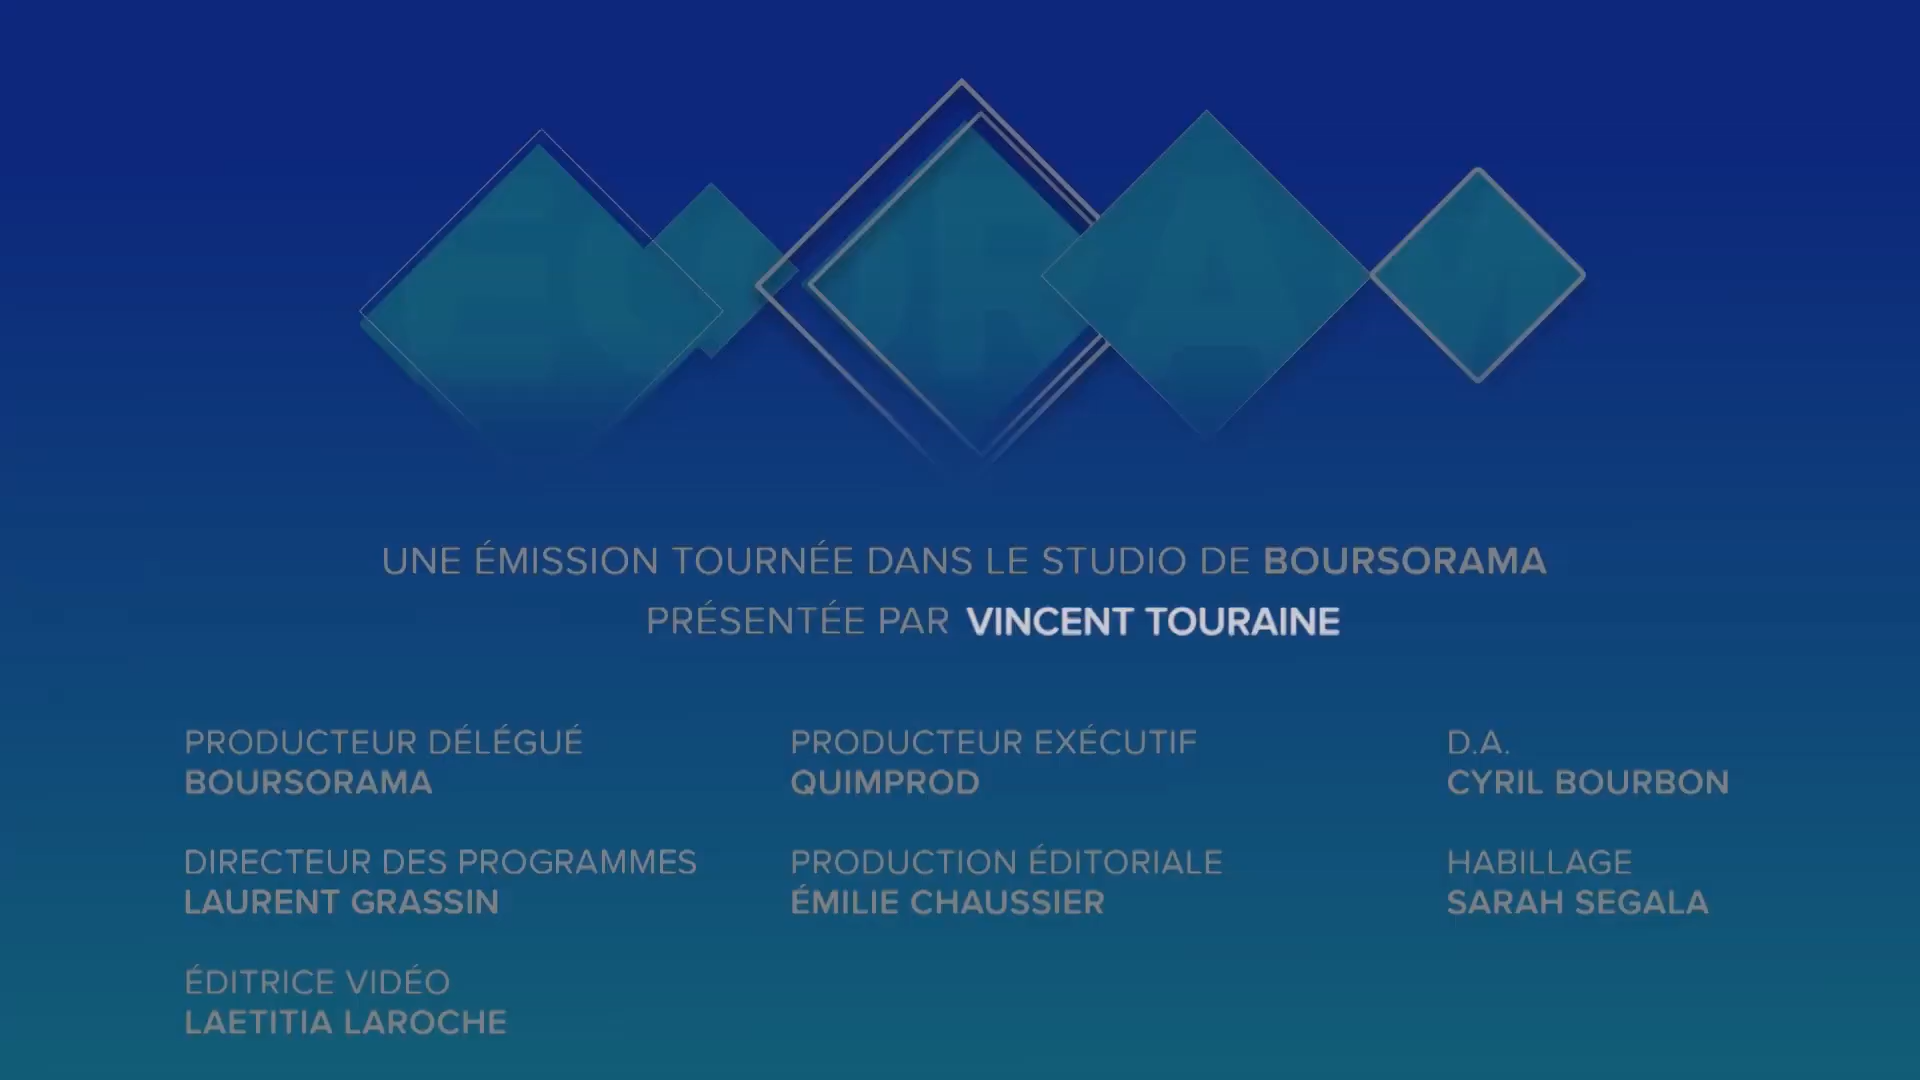 UNE ÉMISSION TOURNÉE DANS LE STUDIO DE BOURSORAMA
PRÉSENTÉE PAR VINCENT TOURAINE
PRODUCTEUR DÉLÉGUÉ
BOURSORAMA
PRODUCTEUR EXÉCUTIF
QUIMPROD
D.A.
CYRIL BOURBON
DIRECTEUR DES PROGRAMMES
LAURENT GRASSIN
PRODUCTION ÉDITORIALE
ÉMILIE CHAUSSIER
HABILLAGE
SARAH SEGALA
ÉDITRICE VIDÉO
LAETITIA LAROCHE